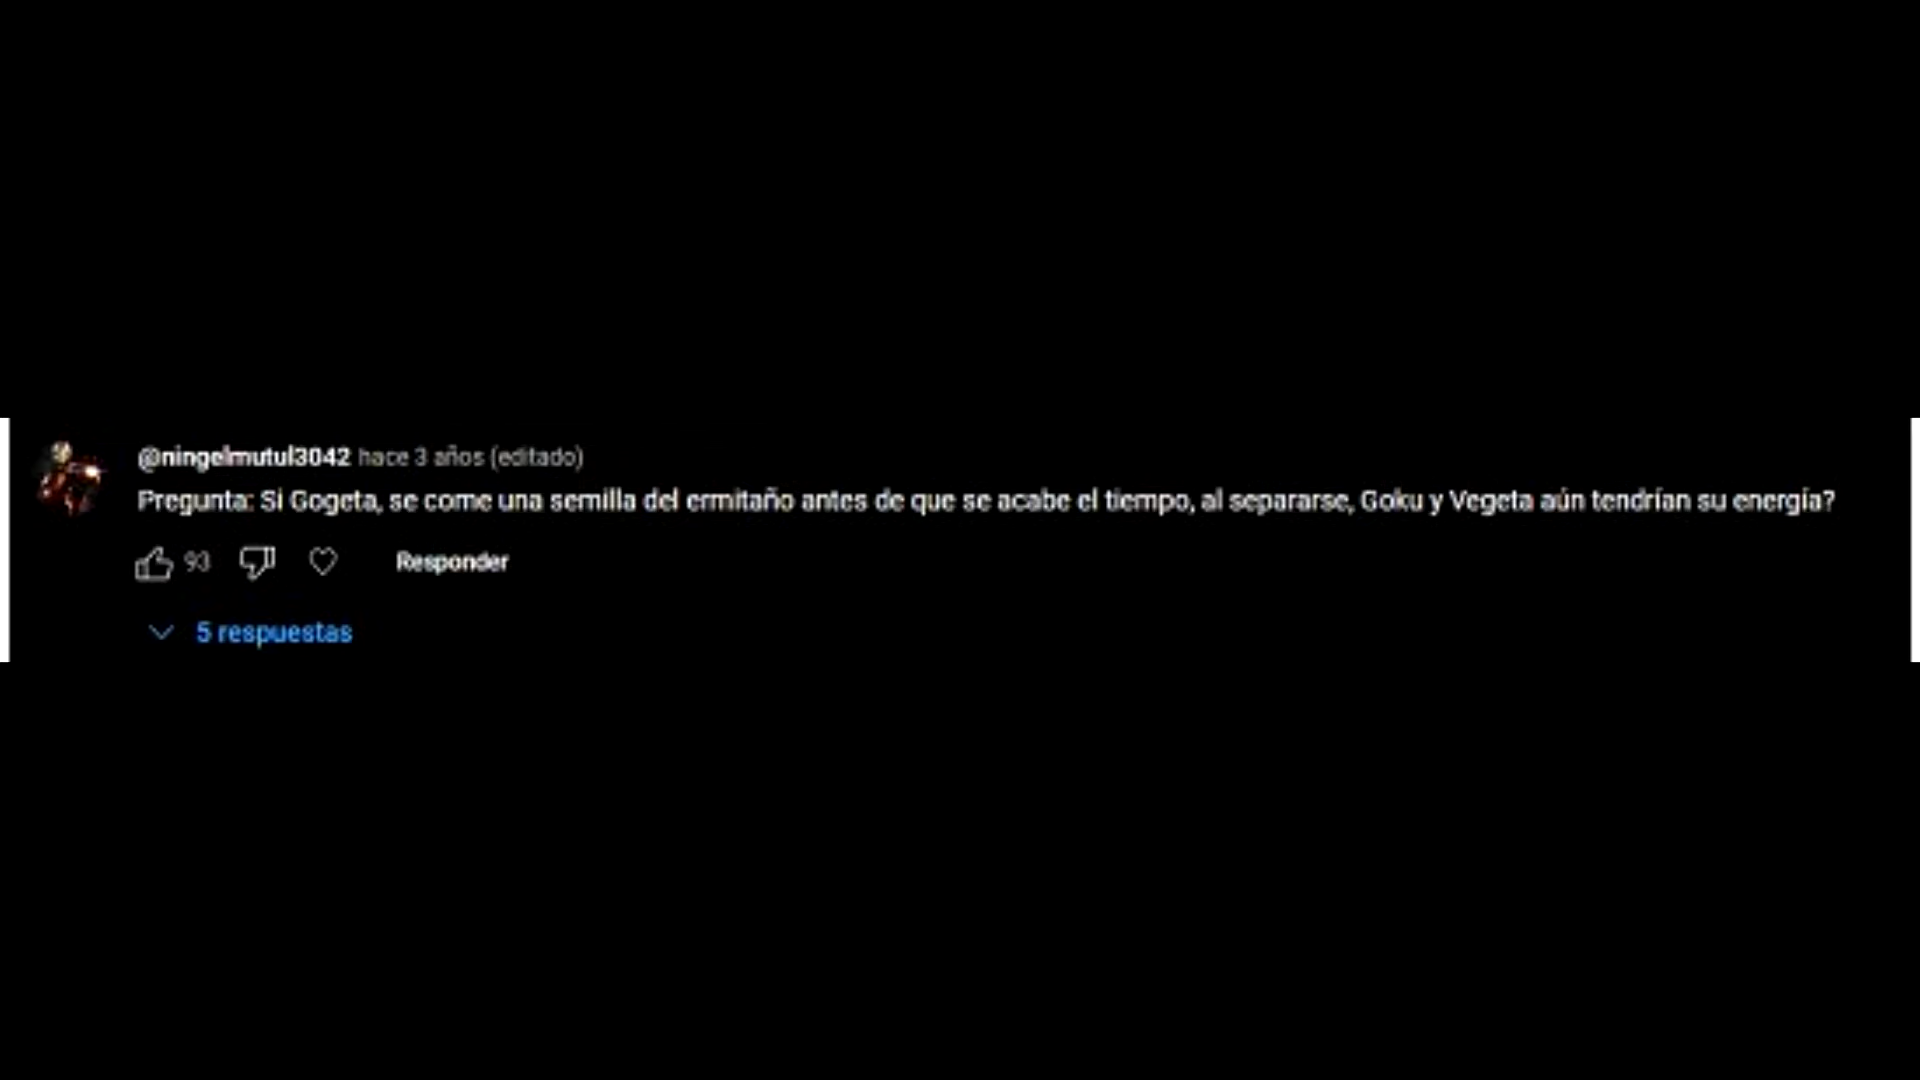 @ningelmutul3042 hace 3 años (editado)
Pregunta: Si Gogeta, se come una semilla del ermitaño antes de que se acabe el tiempo, al separarse, Goku y Vegeta aún tendrían su energía?
93 Responder
5 respuestas